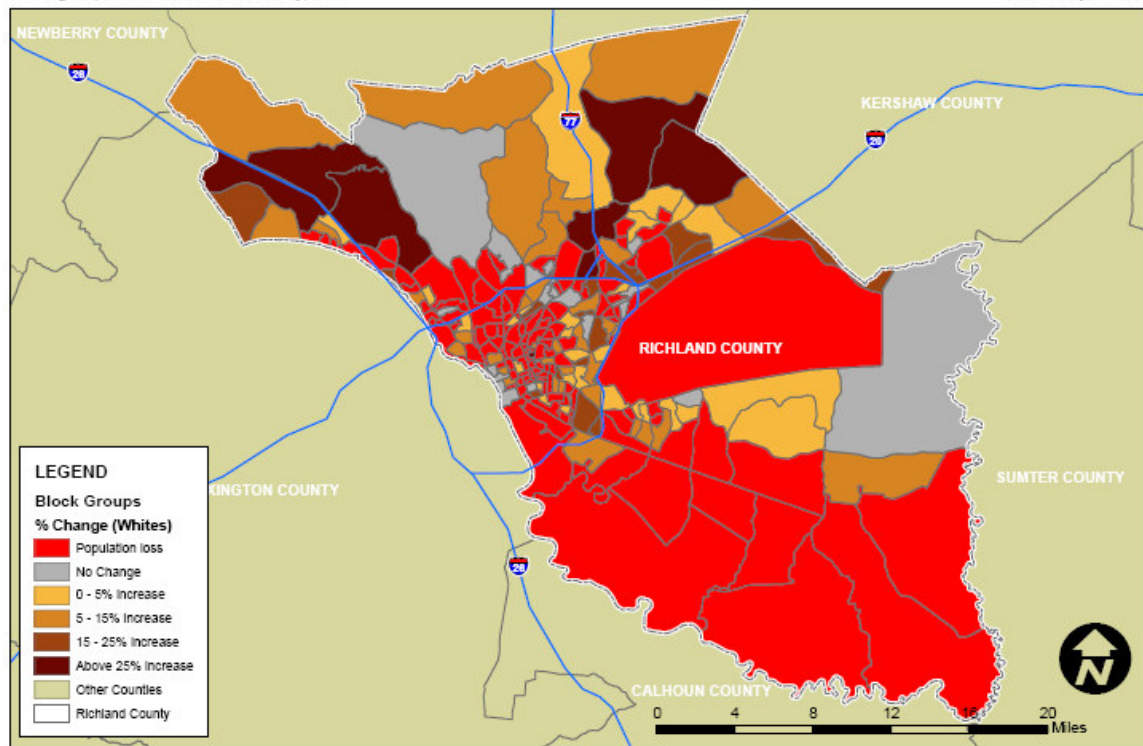 NEWBERRY COUNTY
26
77
KERSHAW COUNTY
20
RICHLAND COUNTY
SUMTER COUNTY
XINGTON COUNTY
26
CALHOUN COUNTY
LEGEND
Block Groups
% Change (Whites)
Population loss
No Change
0 - 5% Increase
5 - 15% Increase
15 - 25% Increase
Above 25% Increase
Other Counties
Richland County
N
0 4 8 12 16 20
Miles